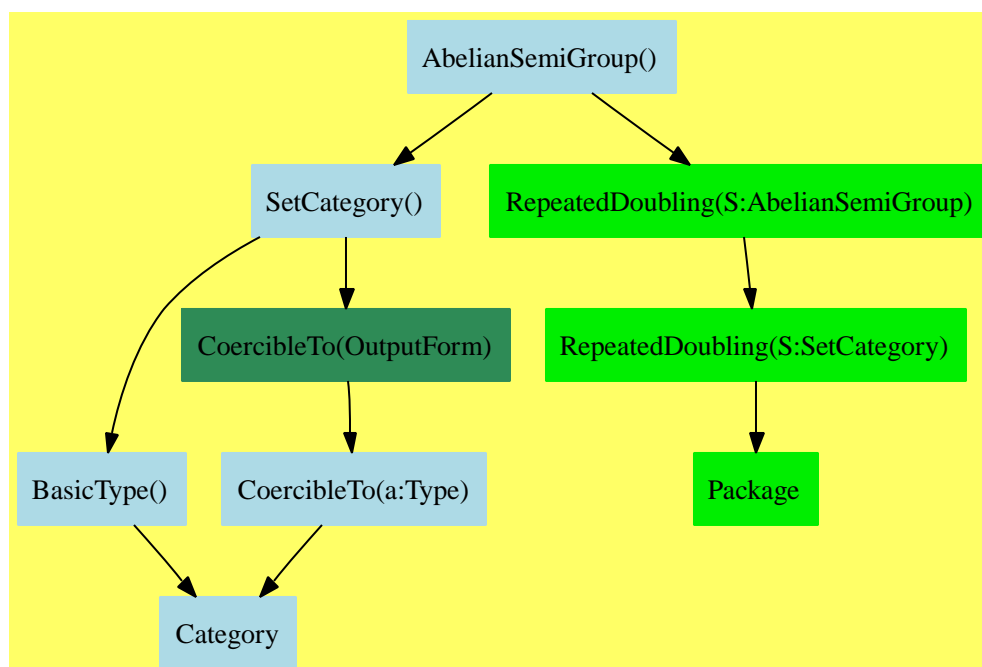 AbelianSemiGroup()
SetCategory()
RepeatedDoubling(S:AbelianSemiGroup)
CoercibleTo(OutputForm)
RepeatedDoubling(S:SetCategory)
BasicType()
CoercibleTo(a:Type)
Package
Category